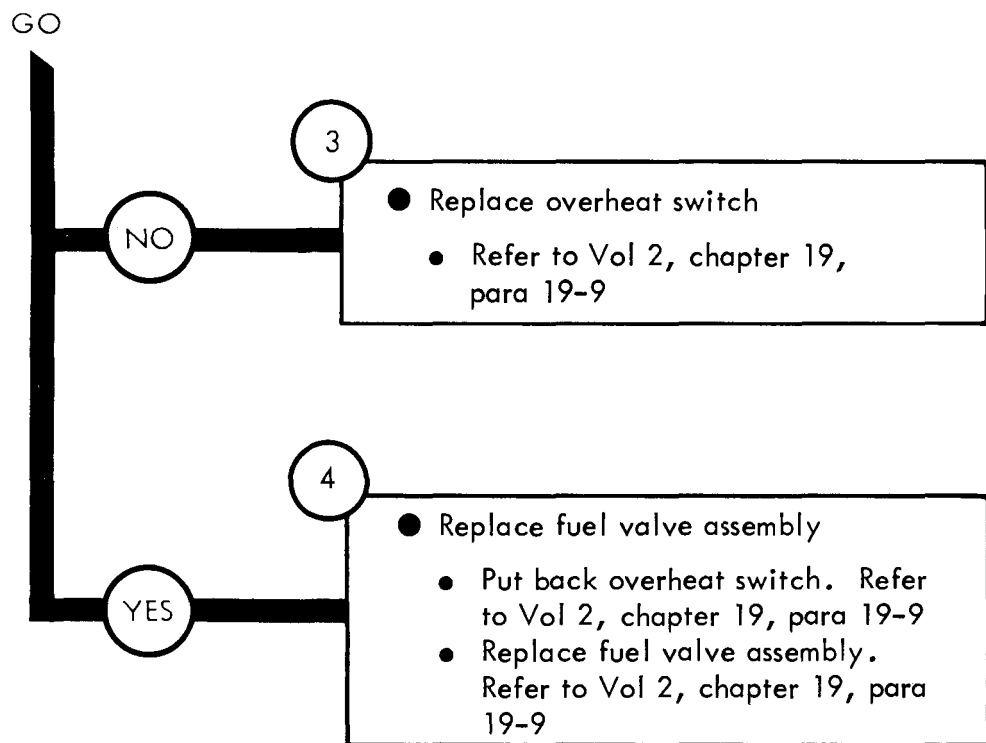 GO
3
● Replace overheat switch
● Refer to Vol 2, chapter 19,
para 19-9
NO
4
● Replace fuel valve assembly
● Put back overheat switch. Refer
to Vol 2, chapter 19, para 19-9
● Replace fuel valve assembly.
Refer to Vol 2, chapter 19, para
19-9
YES